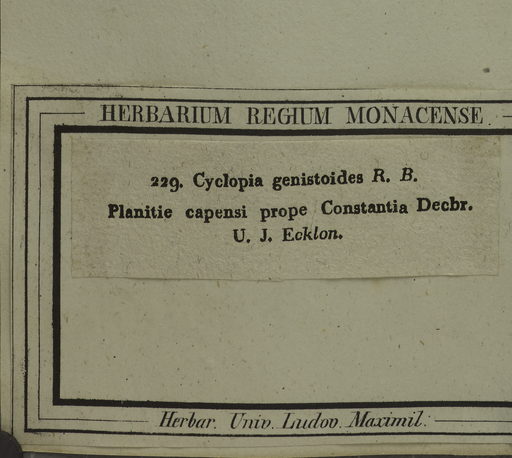 HERBARIUM REGIUM MONACENSE.
229. Cyclopia genistoides R. B.
Planitie capensi prope Constantia Decbr.
U. J. Ecklon.
Herbar. Univ. Ludov. Maximil.